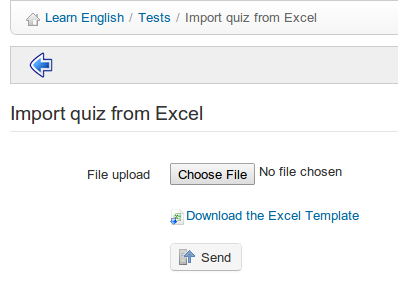 Learn English / Tests / Import quiz from Excel
Import quiz from Excel
File upload Choose File No file chosen
Download the Excel Template
Send